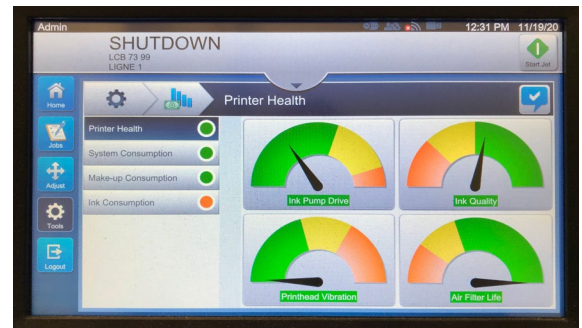 Admin
12:31 PM 11/19/20
SHUTDOWN
LCB 73 99
LIGNE 1
Start Jet
Home
Jobs
Adjust
Tools
Logout
Printer Health
Printer Health
System Consumption
Make-up Consumption
Ink Consumption
Ink Pump Drive
Ink Quality
Printhead Vibration
Air Filter Life